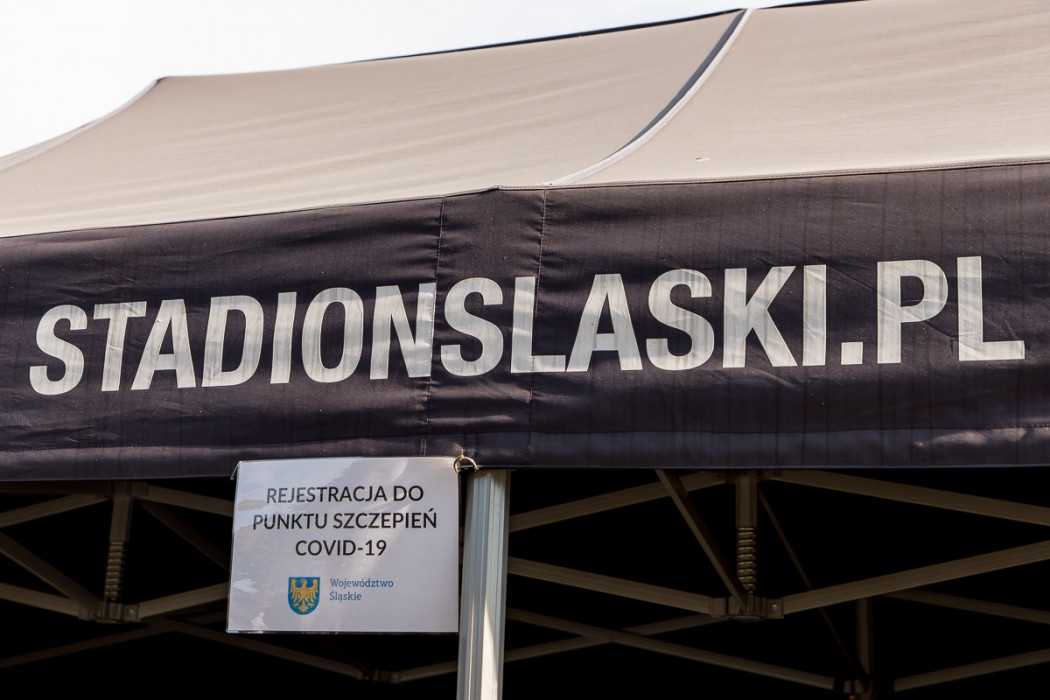 STADIONSLASKI.PL
REJESTRACJA DO
PUNKTU SZCZEPIEŃ
COVID-19
Województwo
Śląskie